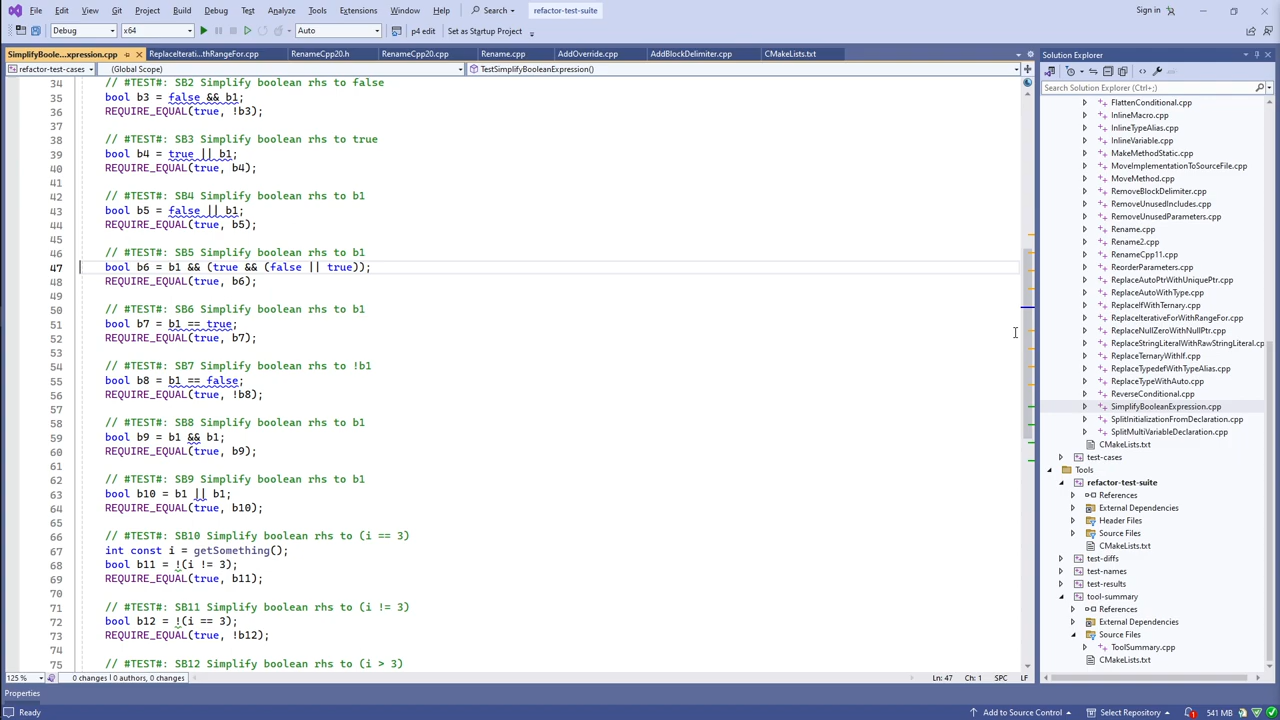 File Edit View Git Project Build Debug Test Analyze Tools Extensions Window Help Search refactor-test-suite Sign in
Debug x64 Auto p4 edit Set as Startup Project
SimplifyBoole...xpression.cpp ReplaceIterati...thRangeFor.cpp RenameCpp20.h RenameCpp20.cpp Rename.cpp AddOverride.cpp AddBlockDelimiter.cpp CMakeLists.txt
refactor-test-cases (Global Scope) TestSimplifyBooleanExpression()
34 // #TEST#: SB2 Simplify boolean rhs to false
35 bool b3 = false && b1;
36 REQUIRE_EQUAL(true, !b3);
37
38 // #TEST#: SB3 Simplify boolean rhs to true
39 bool b4 = true || b1;
40 REQUIRE_EQUAL(true, b4);
41
42 // #TEST#: SB4 Simplify boolean rhs to b1
43 bool b5 = false || b1;
44 REQUIRE_EQUAL(true, b5);
45
46 // #TEST#: SB5 Simplify boolean rhs to b1
47 bool b6 = b1 && (true && (false || true));
48 REQUIRE_EQUAL(true, b6);
49
50 // #TEST#: SB6 Simplify boolean rhs to b1
51 bool b7 = b1 == true;
52 REQUIRE_EQUAL(true, b7);
53
54 // #TEST#: SB7 Simplify boolean rhs to !b1
55 bool b8 = b1 == false;
56 REQUIRE_EQUAL(true, !b8);
57
58 // #TEST#: SB8 Simplify boolean rhs to b1
59 bool b9 = b1 && b1;
60 REQUIRE_EQUAL(true, b9);
61
62 // #TEST#: SB9 Simplify boolean rhs to b1
63 bool b10 = b1 || b1;
64 REQUIRE_EQUAL(true, b10);
65
66 // #TEST#: SB10 Simplify boolean rhs to (i == 3)
67 int const i = getSomething();
68 bool b11 = !(i != 3);
69 REQUIRE_EQUAL(true, b11);
70
71 // #TEST#: SB11 Simplify boolean rhs to (i != 3)
72 bool b12 = !(i == 3);
73 REQUIRE_EQUAL(true, !b12);
74
75 // #TEST#: SB12 Simplify boolean rhs to (i > 3)
125 % 0 changes | 0 authors, 0 changes Ln: 47 Ch: 1 SPC LF
Properties
Ready Add to Source Control Select Repository 1 541 MB
Solution Explorer
Search Solution Explorer (Ctrl+;)
FlattenConditional.cpp
InlineMacro.cpp
InlineTypeAlias.cpp
InlineVariable.cpp
MakeMethodStatic.cpp
MoveImplementationToSourceFile.cpp
MoveMethod.cpp
RemoveBlockDelimiter.cpp
RemoveUnusedIncludes.cpp
RemoveUnusedParameters.cpp
Rename.cpp
Rename2.cpp
RenameCpp11.cpp
ReorderParameters.cpp
ReplaceAutoPtrWithUniquePtr.cpp
ReplaceAutoWithType.cpp
ReplaceIfWithTernary.cpp
ReplaceIterativeForWithRangeFor.cpp
ReplaceNullZeroWithNullPtr.cpp
ReplaceStringLiteralWithRawStringLiteral.cp
ReplaceTernaryWithIf.cpp
ReplaceTypedefWithTypeAlias.cpp
ReplaceTypeWithAuto.cpp
ReverseConditional.cpp
SimplifyBooleanExpression.cpp
SplitInitializationFromDeclaration.cpp
SplitMultiVariableDeclaration.cpp
CMakeLists.txt
test-cases
Tools
refactor-test-suite
References
External Dependencies
Header Files
Source Files
CMakeLists.txt
test-diffs
test-names
test-results
tool-summary
References
External Dependencies
Source Files
ToolSummary.cpp
CMakeLists.txt